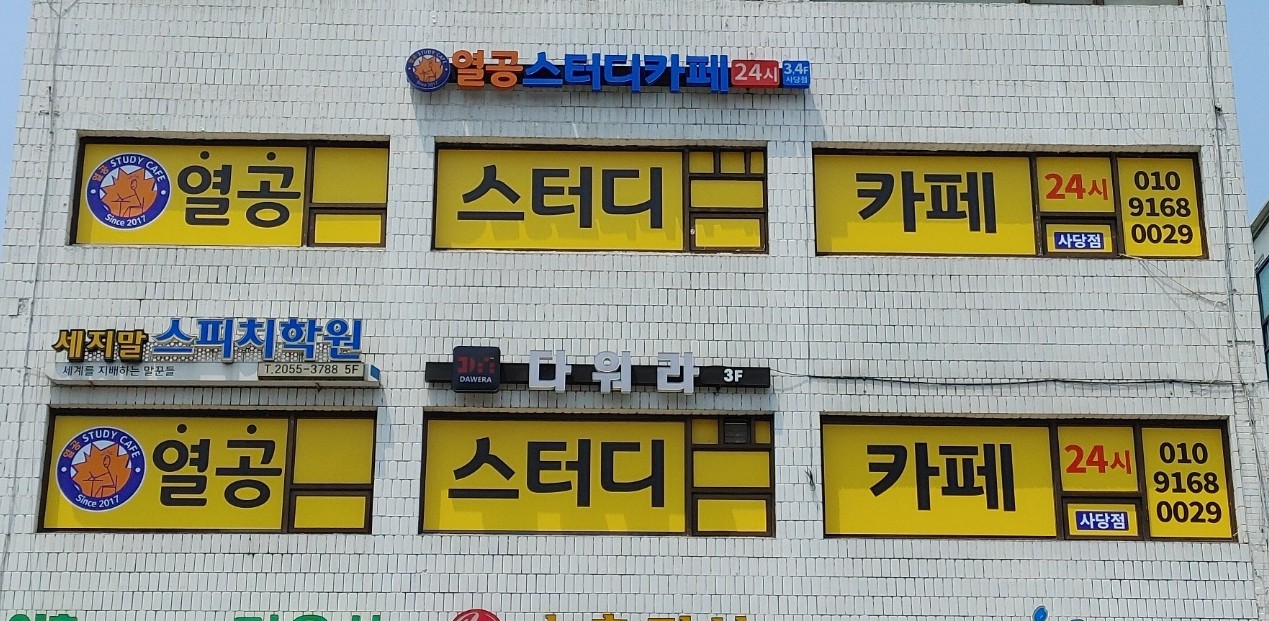 열공스터디카페 24시 3,4F 사당점
열공 STUDY CAFE Since 2017 열공 스터디 카페 24시 사당점 010 9168 0029
세지말 스피치학원
세계를 지배하는 말꾼들 T.2055-3788 5F
DAWERA 다워라 3F
열공 STUDY CAFE Since 2017 열공 스터디 카페 24시 사당점 010 9168 0029